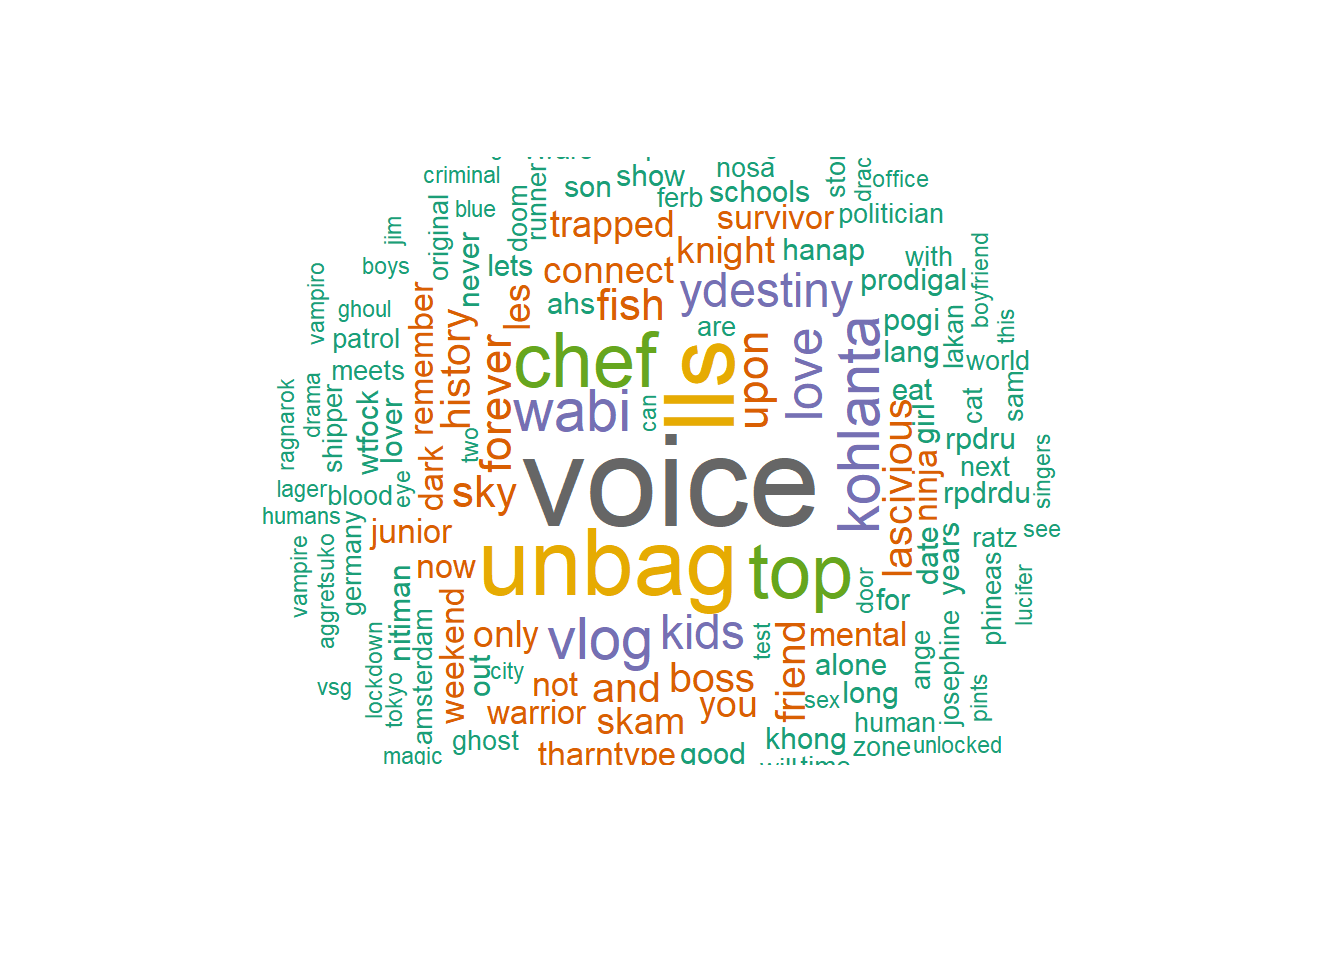 criminal
son
show
nosa
office
drac
blue
ferb
schools
runner
doom
trapped
survivor
politician
jim
original
never
lets
connect
knight
hanap
with
boyfriend
boys
vampiro
ghoul
ahs
fish
ydestiny
prodigal
les
remember
history
patrol
are
pogi
lakan
this
meets
forever
chef
ls
lls
upon
love
kohlanta
lang
world
ragnarok
drama
shipper
wtfock
lover
wabi
can
eat
girl
cat
sam
two
dark
voice
lascivious
ninja
rpdru
next
singers
lager
blood
eye
sky
rpdrdu
humans
junior
see
vampire
aggretsuko
germany
now
unbag
top
date
years
ratz
door
for
phineas
lucifer
nitiman
amsterdam
weekend
only
vlog
kids
test
friend
mental
ange
josephine
lockdown
tokyo
out
city
alone
vsg
not
and
boss
you
sex
long
pints
warrior
skam
human
magic
ghost
tharntype
good
khong
zone
unlocked
time